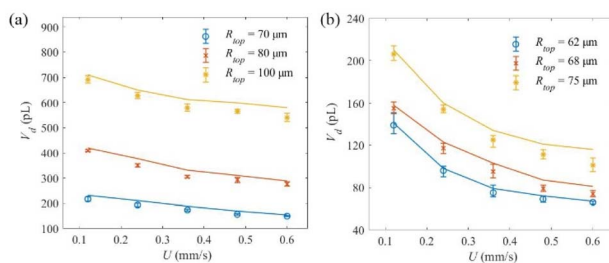 (a)
900
800
700
600
500
400
300
200
100
V_d (pL)
0.1 0.2 0.3 0.4 0.5 0.6
U (mm/s)
R_top = 70 μm
R_top = 80 μm
R_top = 100 μm
(b)
240
200
160
120
80
40
V_d (pL)
0.1 0.2 0.3 0.4 0.5 0.6
U (mm/s)
R_top = 62 μm
R_top = 68 μm
R_top = 75 μm